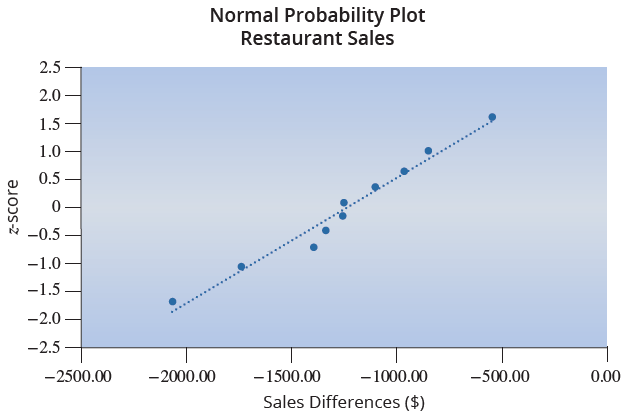 Normal Probability Plot
Restaurant Sales
2.5
2.0
1.5
1.0
0.5
0
−0.5
−1.0
−1.5
−2.0
−2.5
z-score
−2500.00 −2000.00 −1500.00 −1000.00 −500.00 0.00
Sales Differences ($)